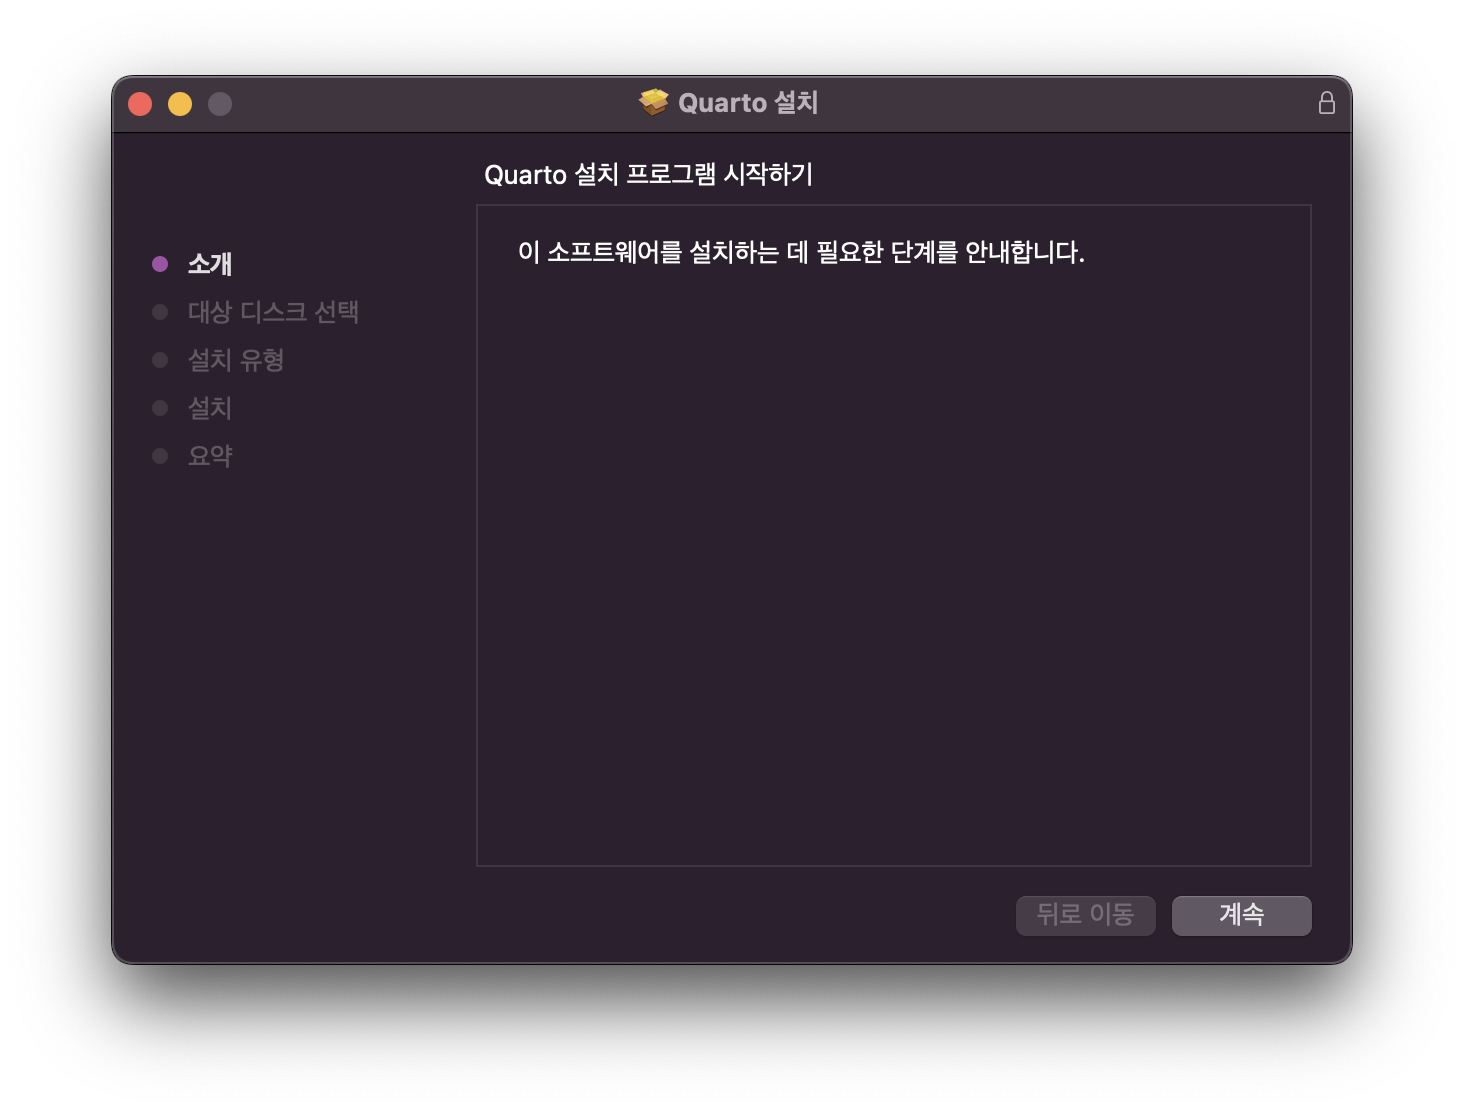 Quarto 설치
Quarto 설치 프로그램 시작하기
소개
대상 디스크 선택
설치 유형
설치
요약
이 소프트웨어를 설치하는 데 필요한 단계를 안내합니다.
뒤로 이동
계속